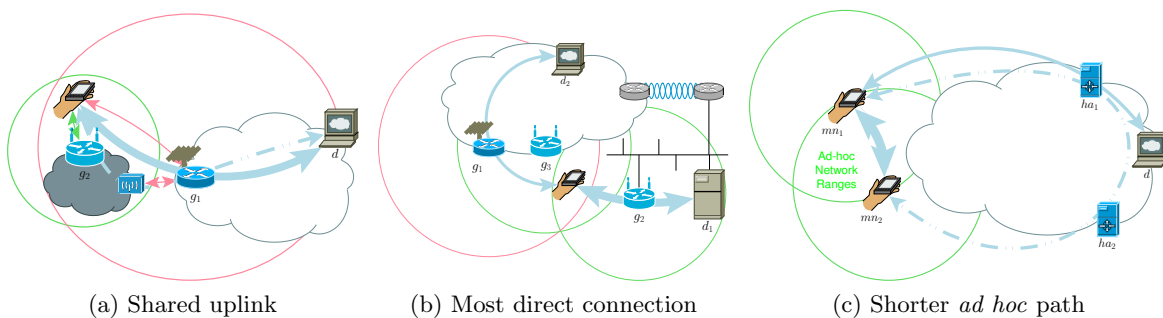 g2
g1
d
(a) Shared uplink
d2
g1
g3
g2
d1
(b) Most direct connection
mn1
ha1
d
Ad-hoc
Network
Ranges
mn2
ha2
(c) Shorter ad hoc path